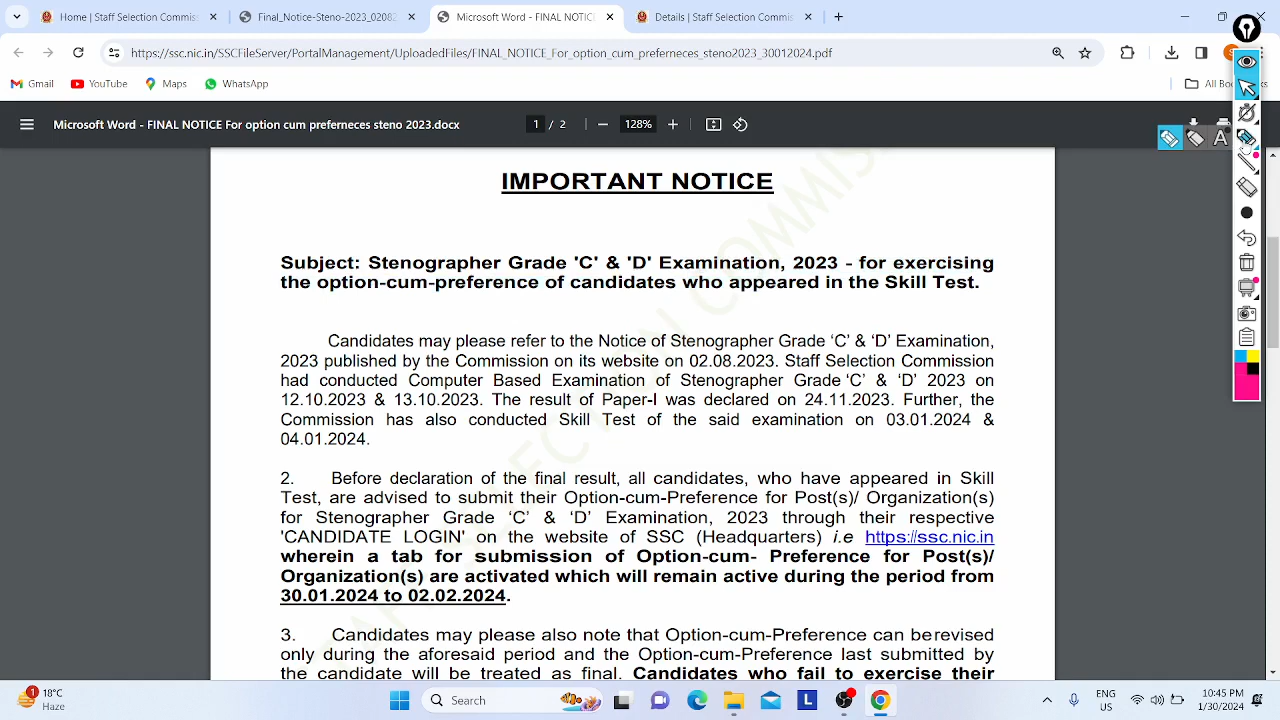 Home | Staff Selection Commissi
Final_Notice-Steno-2023_0208
Microsoft Word - FINAL NOTICE
Details | Staff Selection Commiss
https://ssc.nic.in/SSCFileServer/PortalManagement/UploadedFiles/FINAL_NOTICE_For_option_cum_preferneces_steno2023_30012024.pdf
Gmail
YouTube
Maps
WhatsApp
Microsoft Word - FINAL NOTICE For option cum preferneces steno 2023.docx
1 / 2
128%
IMPORTANT NOTICE
Subject: Stenographer Grade 'C' & 'D' Examination, 2023 - for exercising
the option-cum-preference of candidates who appeared in the Skill Test.
Candidates may please refer to the Notice of Stenographer Grade ‘C’ & ‘D’ Examination,
2023 published by the Commission on its website on 02.08.2023. Staff Selection Commission
had conducted Computer Based Examination of Stenographer Grade ‘C’ & ‘D’ 2023 on
12.10.2023 & 13.10.2023. The result of Paper-I was declared on 24.11.2023. Further, the
Commission has also conducted Skill Test of the said examination on 03.01.2024 &
04.01.2024.
2. Before declaration of the final result, all candidates, who have appeared in Skill
Test, are advised to submit their Option-cum-Preference for Post(s)/ Organization(s)
for Stenographer Grade ‘C’ & ‘D’ Examination, 2023 through their respective
'CANDIDATE LOGIN' on the website of SSC (Headquarters) i.e https://ssc.nic.in
wherein a tab for submission of Option-cum- Preference for Post(s)/
Organization(s) are activated which will remain active during the period from
30.01.2024 to 02.02.2024.
3. Candidates may please also note that Option-cum-Preference can be revised
only during the aforesaid period and the Option-cum-Preference last submitted by
the candidate will be treated as final. Candidates who fail to exercise their
1
18°C
Haze
Search
ENG
US
10:45 PM
1/30/2024